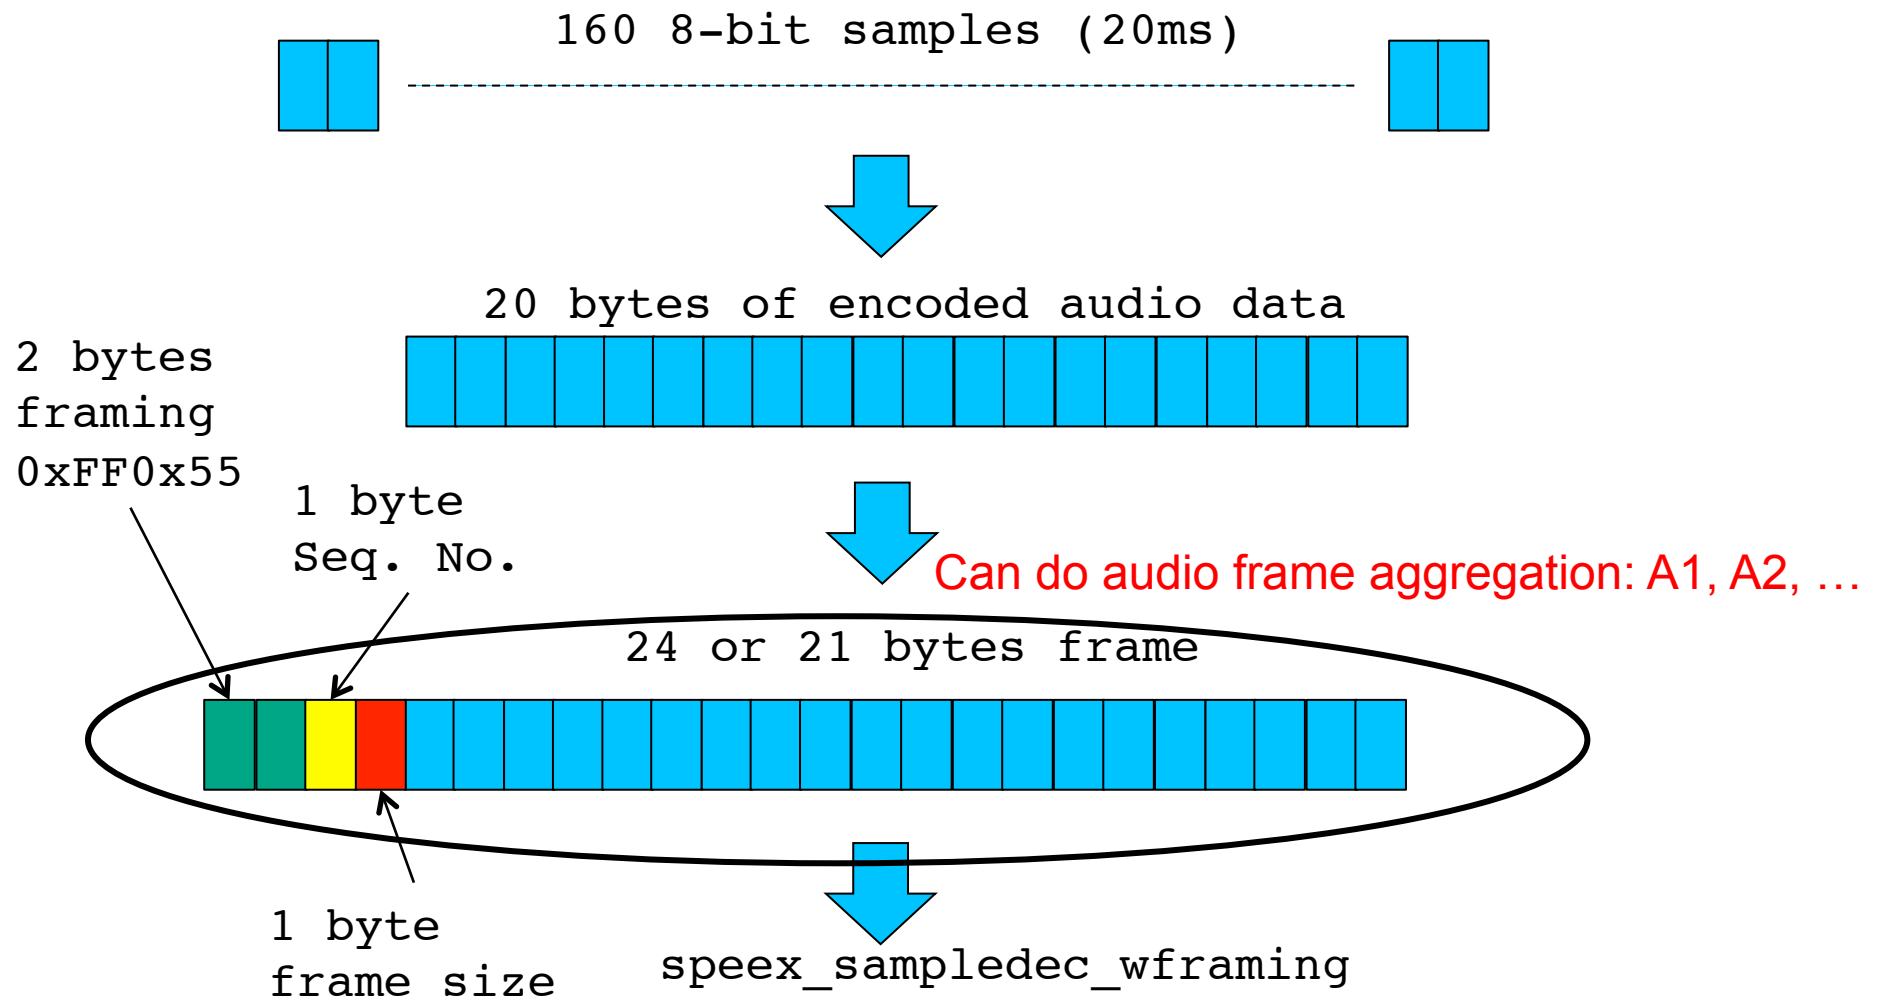 160 8-bit samples (20ms)
20 bytes of encoded audio data
2 bytes
framing
0xFF0x55
1 byte
Seq. No.
Can do audio frame aggregation: A1, A2, …
24 or 21 bytes frame
1 byte
frame size
speex_sampledec_wframing